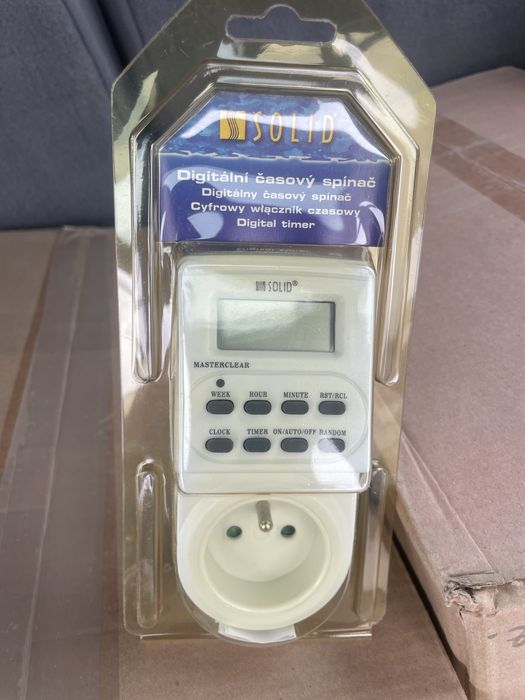 SOLID
Digitální časový spínač
Digitálny časový spínač
Cyfrowy włącznik czasowy
Digital timer
SOLID®
MASTERCLEAR
WEEK HOUR MINUTE RST/RCL
CLOCK TIMER ON/AUTO/OFF RANDOM